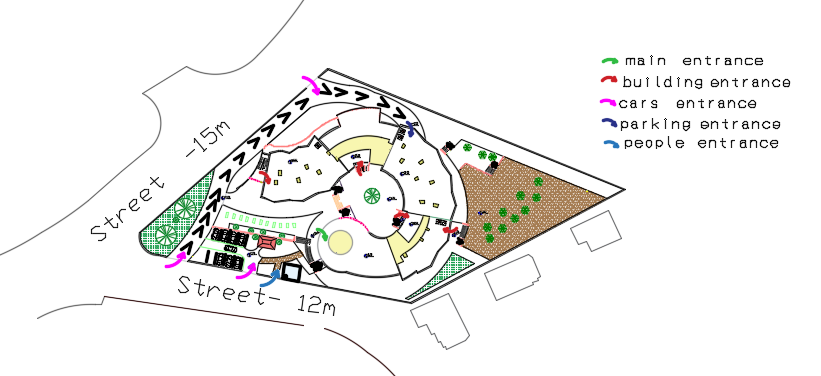 main entrance
building entrance
cars entrance
parking entrance
people entrance
Street -15m
Street- 12m